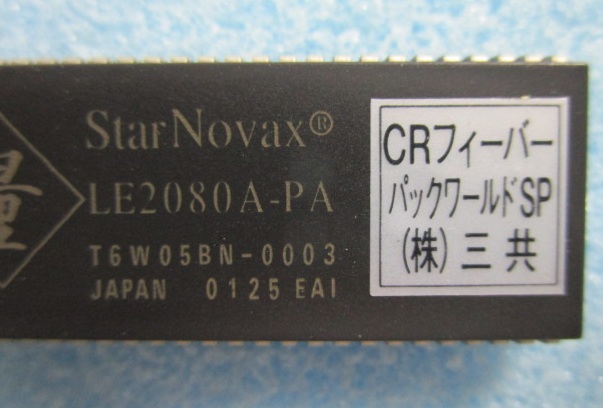 量
StarNovax®
LE2080A-PA
T6W05BN-0003
JAPAN 0125 EAI
CRフィーバー
パックワールドSP
(株)三共